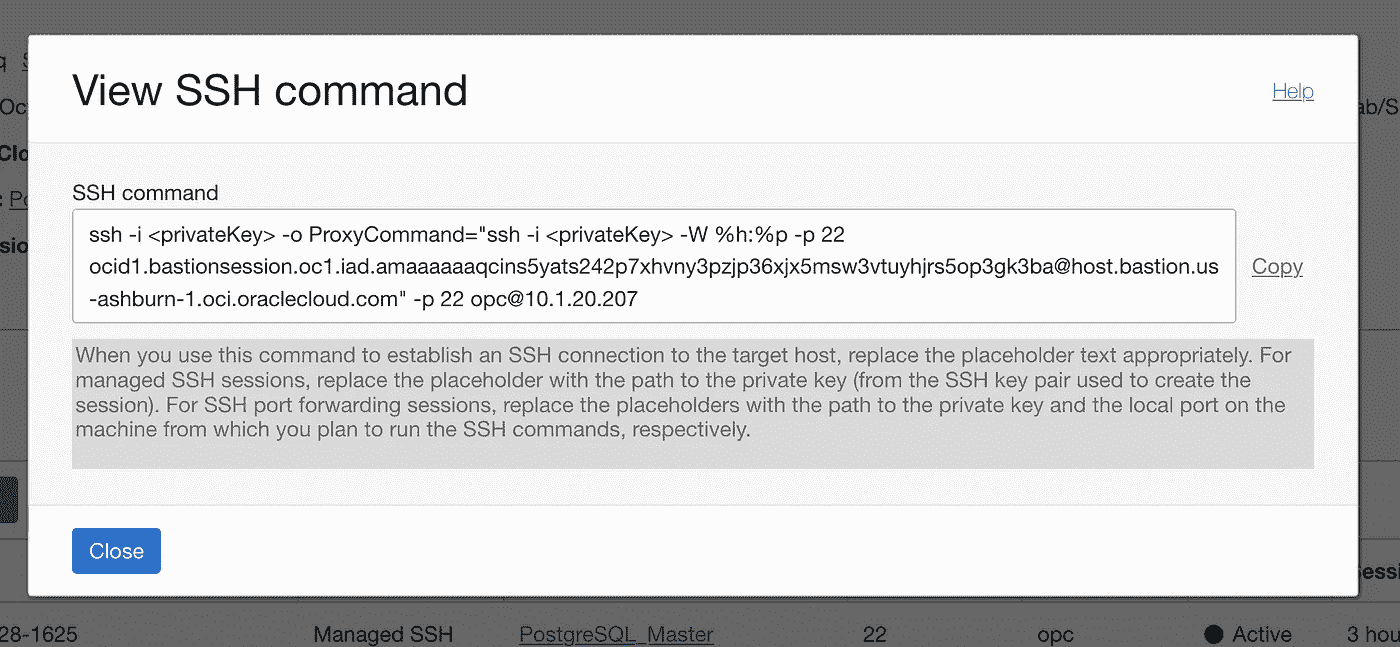 View SSH command
Help
SSH command
ssh -i <privateKey> -o ProxyCommand="ssh -i <privateKey> -W %h:%p -p 22
ocid1.bastionsession.oc1.iad.amaaaaaaqcins5yats242p7xhvny3pzjp36xjx5msw3vtuyhjrs5op3gk3ba@host.bastion.us
-ashburn-1.oci.oraclecloud.com" -p 22 opc@10.1.20.207
Copy
When you use this command to establish an SSH connection to the target host, replace the placeholder text appropriately. For
managed SSH sessions, replace the placeholder with the path to the private key (from the SSH key pair used to create the
session). For SSH port forwarding sessions, replace the placeholders with the path to the private key and the local port on the
machine from which you plan to run the SSH commands, respectively.
Close
28-1625 Managed SSH PostgreSQL_Master 22 opc Active 3 hou